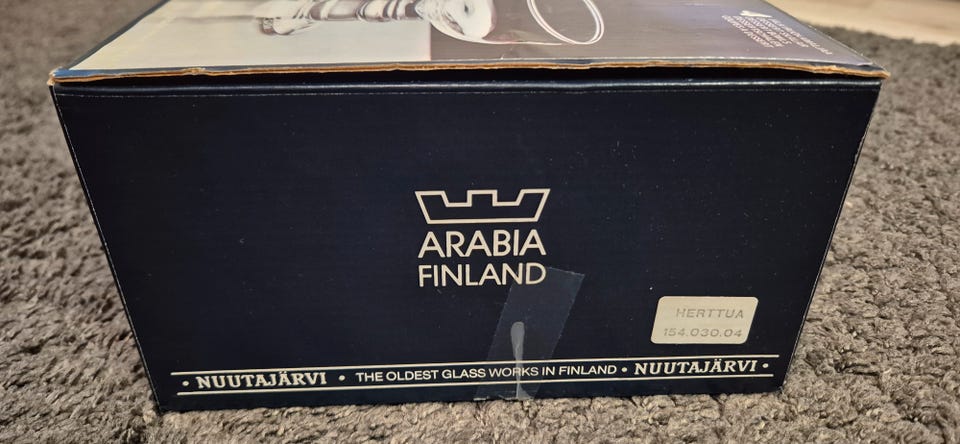 ARABIA
FINLAND
HERTTUA
154.030.04
• NUUTAJÄRVI • THE OLDEST GLASS WORKS IN FINLAND • NUUTAJÄRVI •